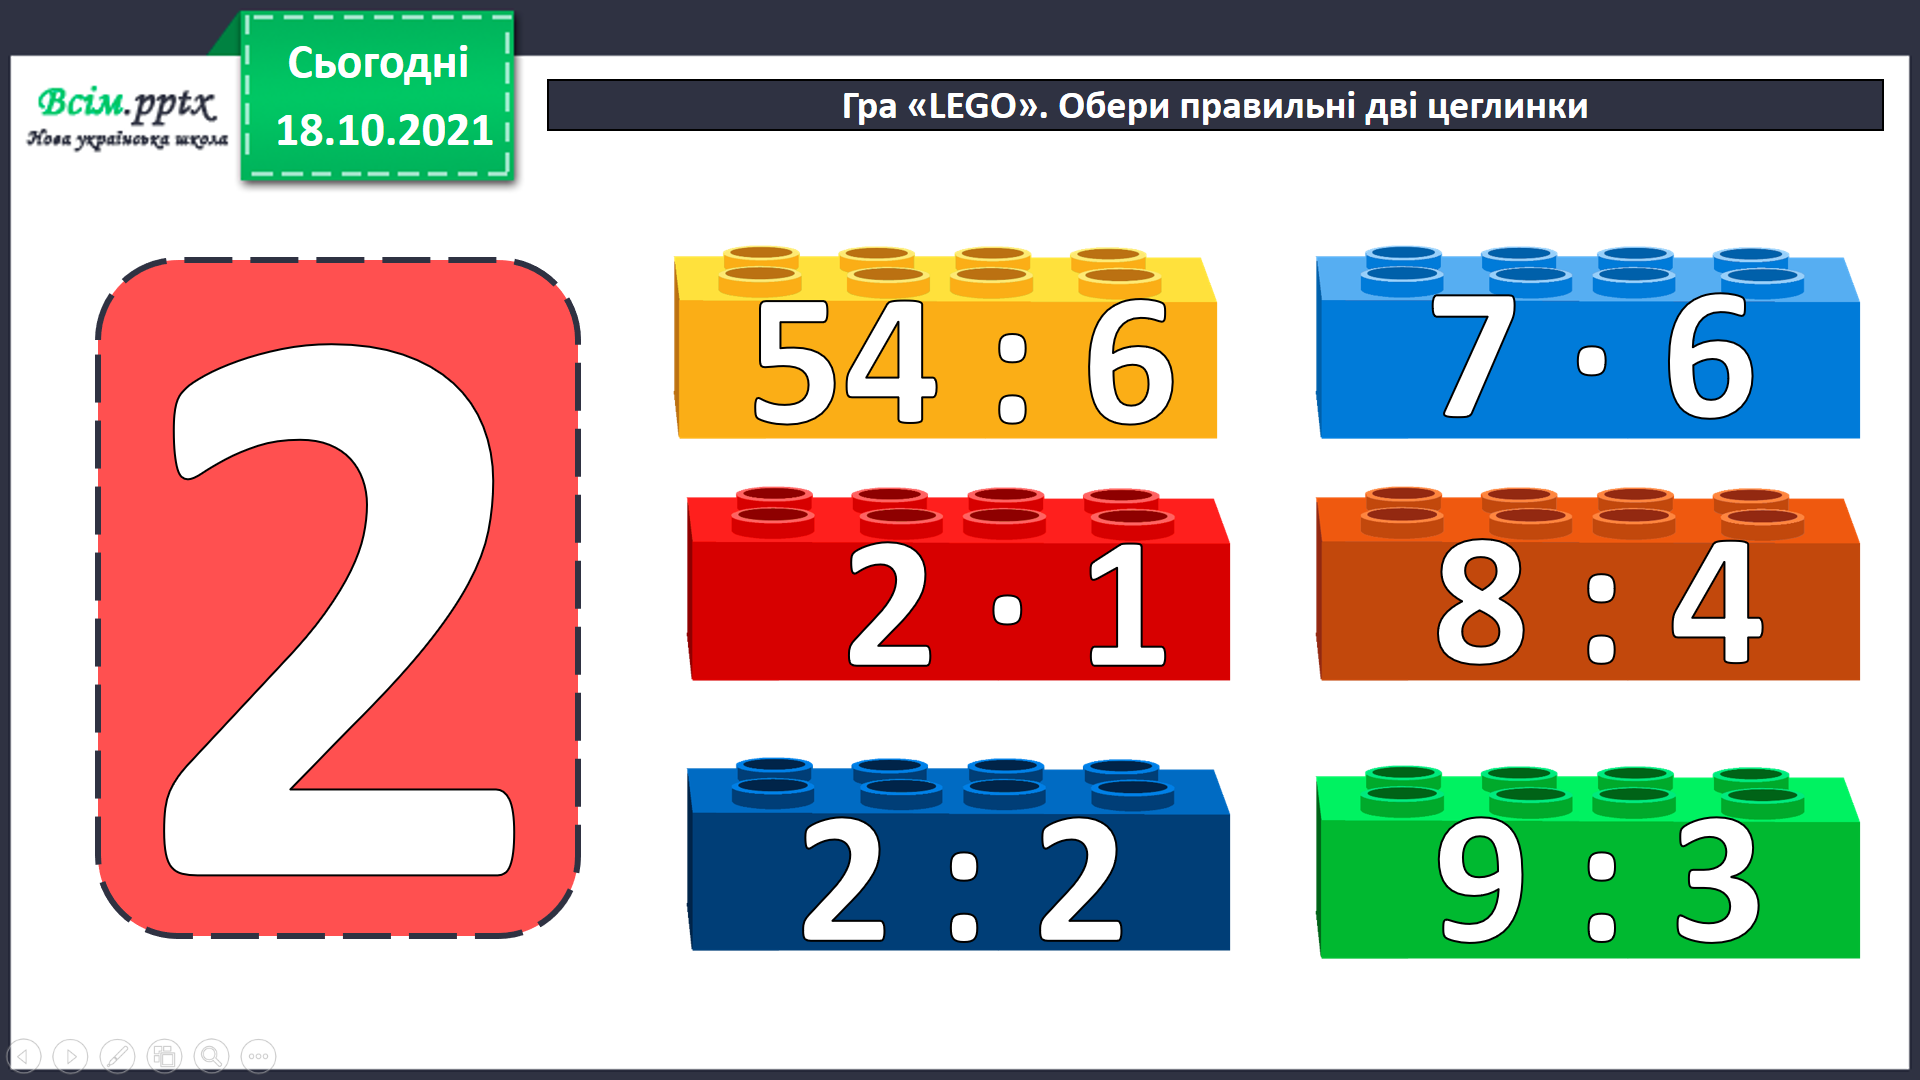 Сьогодні
18.10.2021
Всім.pptx
Нова українська школа
Гра «LEGO». Обери правильні дві цеглинки
2
54 : 6
7 · 6
2 · 1
8 : 4
2 : 2
9 : 3